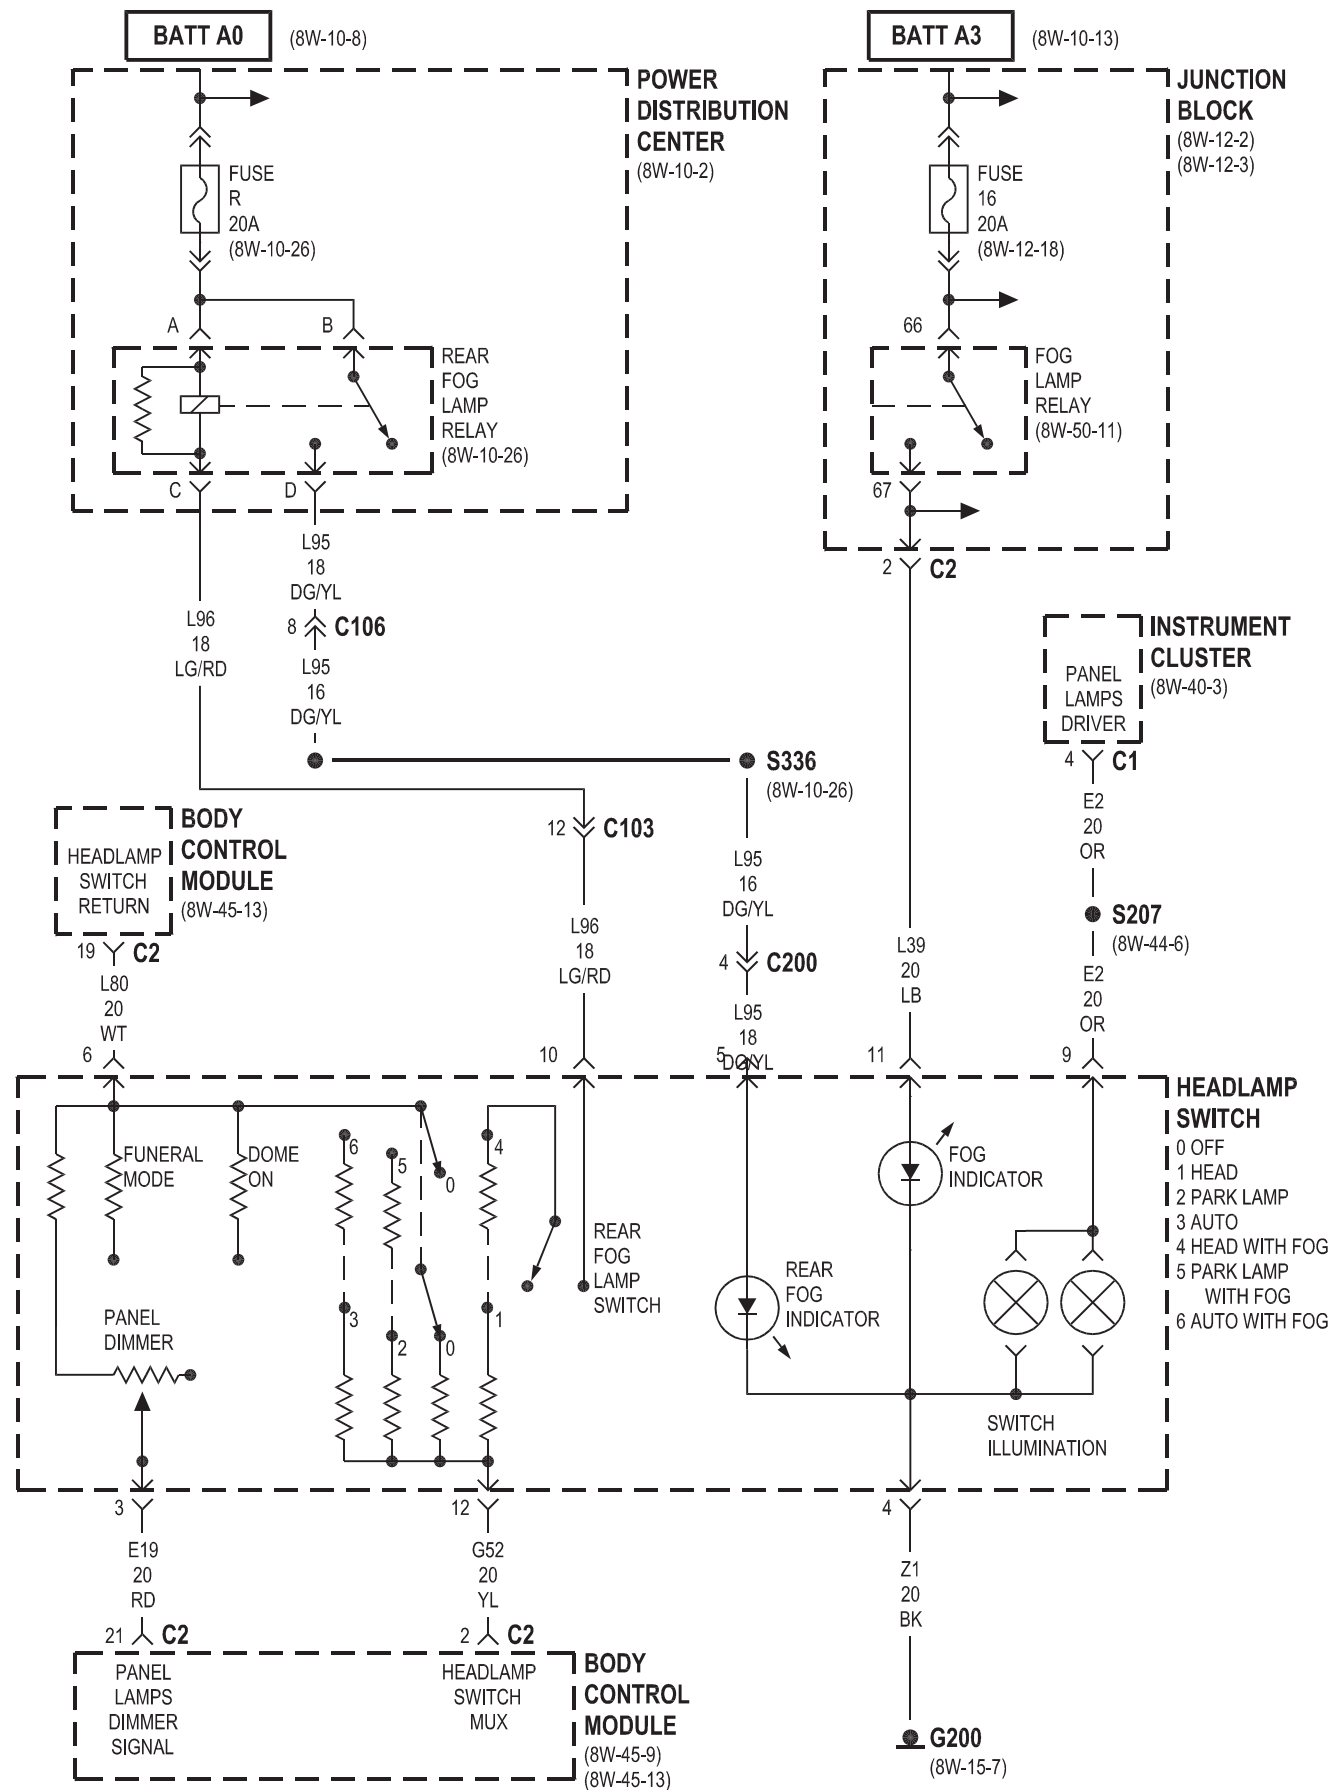 BATT A0
(8W-10-8)
BATT A3
(8W-10-13)
POWER
DISTRIBUTION
CENTER
(8W-10-2)
JUNCTION
BLOCK
(8W-12-2)
(8W-12-3)
FUSE
R
20A
(8W-10-26)
FUSE
16
20A
(8W-12-18)
A
B
66
REAR
FOG
LAMP
RELAY
(8W-10-26)
FOG
LAMP
RELAY
(8W-50-11)
C
D
67
L95
18
DG/YL
2
C2
8
C106
L96
18
LG/RD
L95
16
DG/YL
INSTRUMENT
CLUSTER
(8W-40-3)
PANEL
LAMPS
DRIVER
4
C1
S336
(8W-10-26)
E2
20
OR
BODY
CONTROL
MODULE
(8W-45-13)
HEADLAMP
SWITCH
RETURN
12
C103
L95
16
DG/YL
S207
(8W-44-6)
19
C2
L96
18
LG/RD
4
C200
L39
20
LB
E2
20
OR
L80
20
WT
L95
18
DG/YL
6
10
5
11
9
HEADLAMP
SWITCH
0 OFF
1 HEAD
2 PARK LAMP
3 AUTO
4 HEAD WITH FOG
5 PARK LAMP
WITH FOG
6 AUTO WITH FOG
FUNERAL
MODE
DOME
ON
6
5
0
4
FOG
INDICATOR
REAR
FOG
LAMP
SWITCH
REAR
FOG
INDICATOR
PANEL
DIMMER
3
2
0
1
SWITCH
ILLUMINATION
3
12
4
E19
20
RD
G52
20
YL
Z1
20
BK
21
C2
2
C2
PANEL
LAMPS
DIMMER
SIGNAL
HEADLAMP
SWITCH
MUX
BODY
CONTROL
MODULE
(8W-45-9)
(8W-45-13)
G200
(8W-15-7)